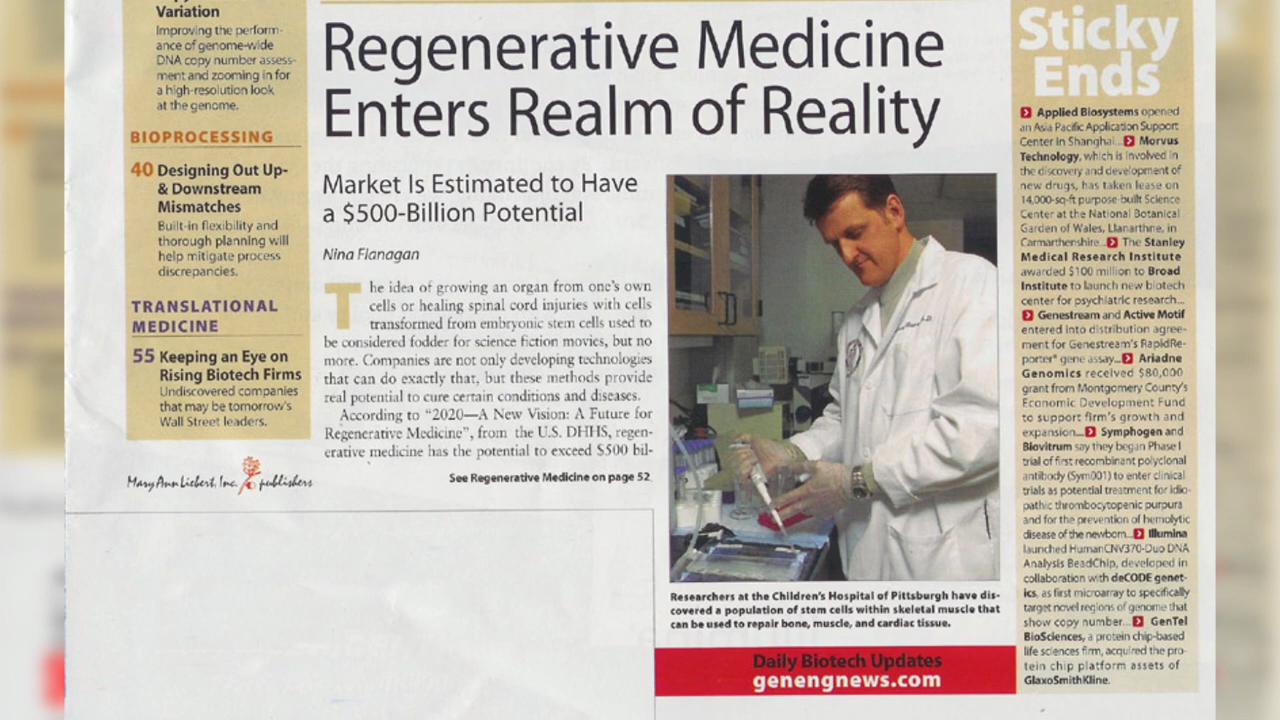 Variation
Improving the perform-
ance of genome-wide
DNA copy number assess-
ment and zooming in for
a high-resolution look
at the genome.
BIOPROCESSING
40 Designing Out Up-
& Downstream
Mismatches
Built-in flexibility and
thorough planning will
help mitigate process
discrepancies.
TRANSLATIONAL
MEDICINE
55 Keeping an Eye on
Rising Biotech Firms
Undiscovered companies
that may be tomorrow's
Wall Street leaders.
Mary Ann Liebert, Inc. publishers
Regenerative Medicine
Enters Realm of Reality
Market Is Estimated to Have
a $500-Billion Potential
Nina Flanagan
The idea of growing an organ from one's own
cells or healing spinal cord injuries with cells
transformed from embryonic stem cells used to
be considered fodder for science fiction movies, but no
more. Companies are not only developing technologies
that can do exactly that, but these methods provide
real potential to cure certain conditions and diseases.
According to "2020—A New Vision: A Future for
Regenerative Medicine", from the U.S. DHHS, regen-
erative medicine has the potential to exceed $500 bil-
See Regenerative Medicine on page 52
Researchers at the Children's Hospital of Pittsburgh have dis-
covered a population of stem cells within skeletal muscle that
can be used to repair bone, muscle, and cardiac tissue.
Daily Biotech Updates
genengnews.com
Sticky
Ends
Applied Biosystems opened
an Asia Pacific Application Support
Center in Shanghai... Morvus
Technology, which is involved in
the discovery and development of
new drugs, has taken lease on
14,000-sq-ft purpose-built Science
Center at the National Botanical
Garden of Wales, Llanarthne, in
Carmarthenshire... The Stanley
Medical Research Institute
awarded $100 million to Broad
Institute to launch new biotech
center for psychiatric research...
Genestream and Active Motif
entered into distribution agree-
ment for Genestream's RapidRe-
porter® gene assay... Ariadne
Genomics received $80,000
grant from Montgomery County's
Economic Development Fund
to support firm's growth and
expansion... Symphogen and
Biovitrum say they began Phase I
trial of first recombinant polyclonal
antibody (Sym001) to enter clinical
trials as potential treatment for idio-
pathic thrombocytopenic purpura
and for the prevention of hemolytic
disease of the newborn... Illumina
launched HumanCNV370-Duo DNA
Analysis BeadChip, developed in
collaboration with deCODE genet-
ics, as first microarray to specifically
target novel regions of genome that
show copy number... GenTel
BioSciences, a protein chip-based
life sciences firm, acquired the pro-
tein chip platform assets of
GlaxoSmithKline.